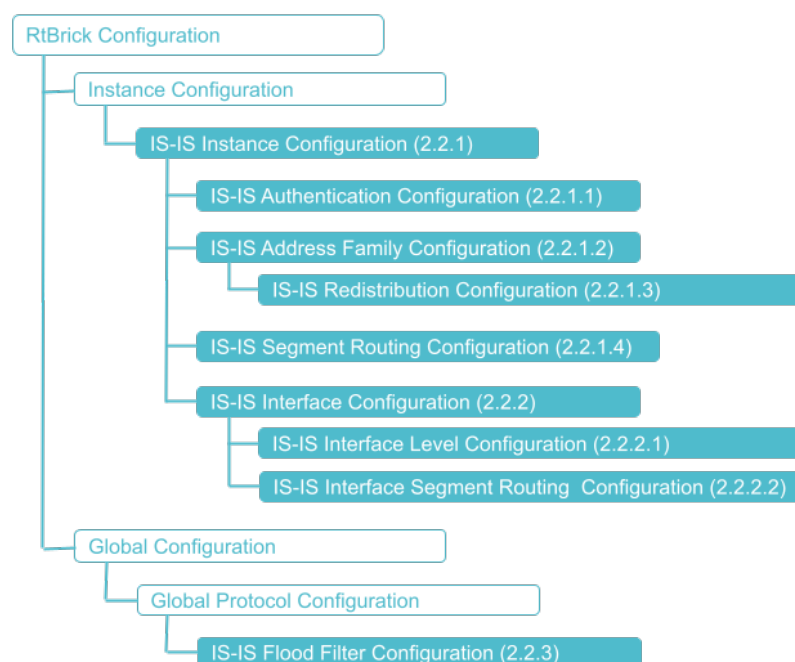 RtBrick Configuration
Instance Configuration
IS-IS Instance Configuration (2.2.1)
IS-IS Authentication Configuration (2.2.1.1)
IS-IS Address Family Configuration (2.2.1.2)
IS-IS Redistribution Configuration (2.2.1.3)
IS-IS Segment Routing Configuration (2.2.1.4)
IS-IS Interface Configuration (2.2.2)
IS-IS Interface Level Configuration (2.2.2.1)
IS-IS Interface Segment Routing  Configuration (2.2.2.2)
Global Configuration
Global Protocol Configuration
IS-IS Flood Filter Configuration (2.2.3)